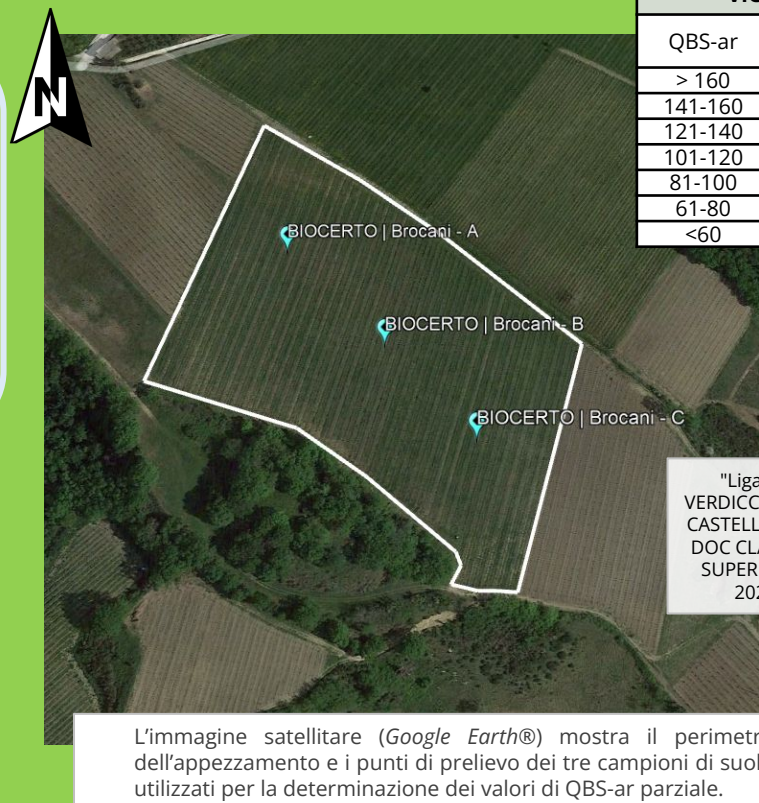 N
QBS-ar
> 160
141-160
121-140
101-120
81-100
61-80
<60
BIOCERTO | Brocani - A
BIOCERTO | Brocani - B
BIOCERTO | Brocani - C
"Liga
VERDICC
CASTELL
DOC CLA
SUPER
202
L'immagine satellitare (Google Earth®) mostra il perimetr
dell'appezzamento e i punti di prelievo dei tre campioni di suol
utilizzati per la determinazione dei valori di QBS-ar parziale.